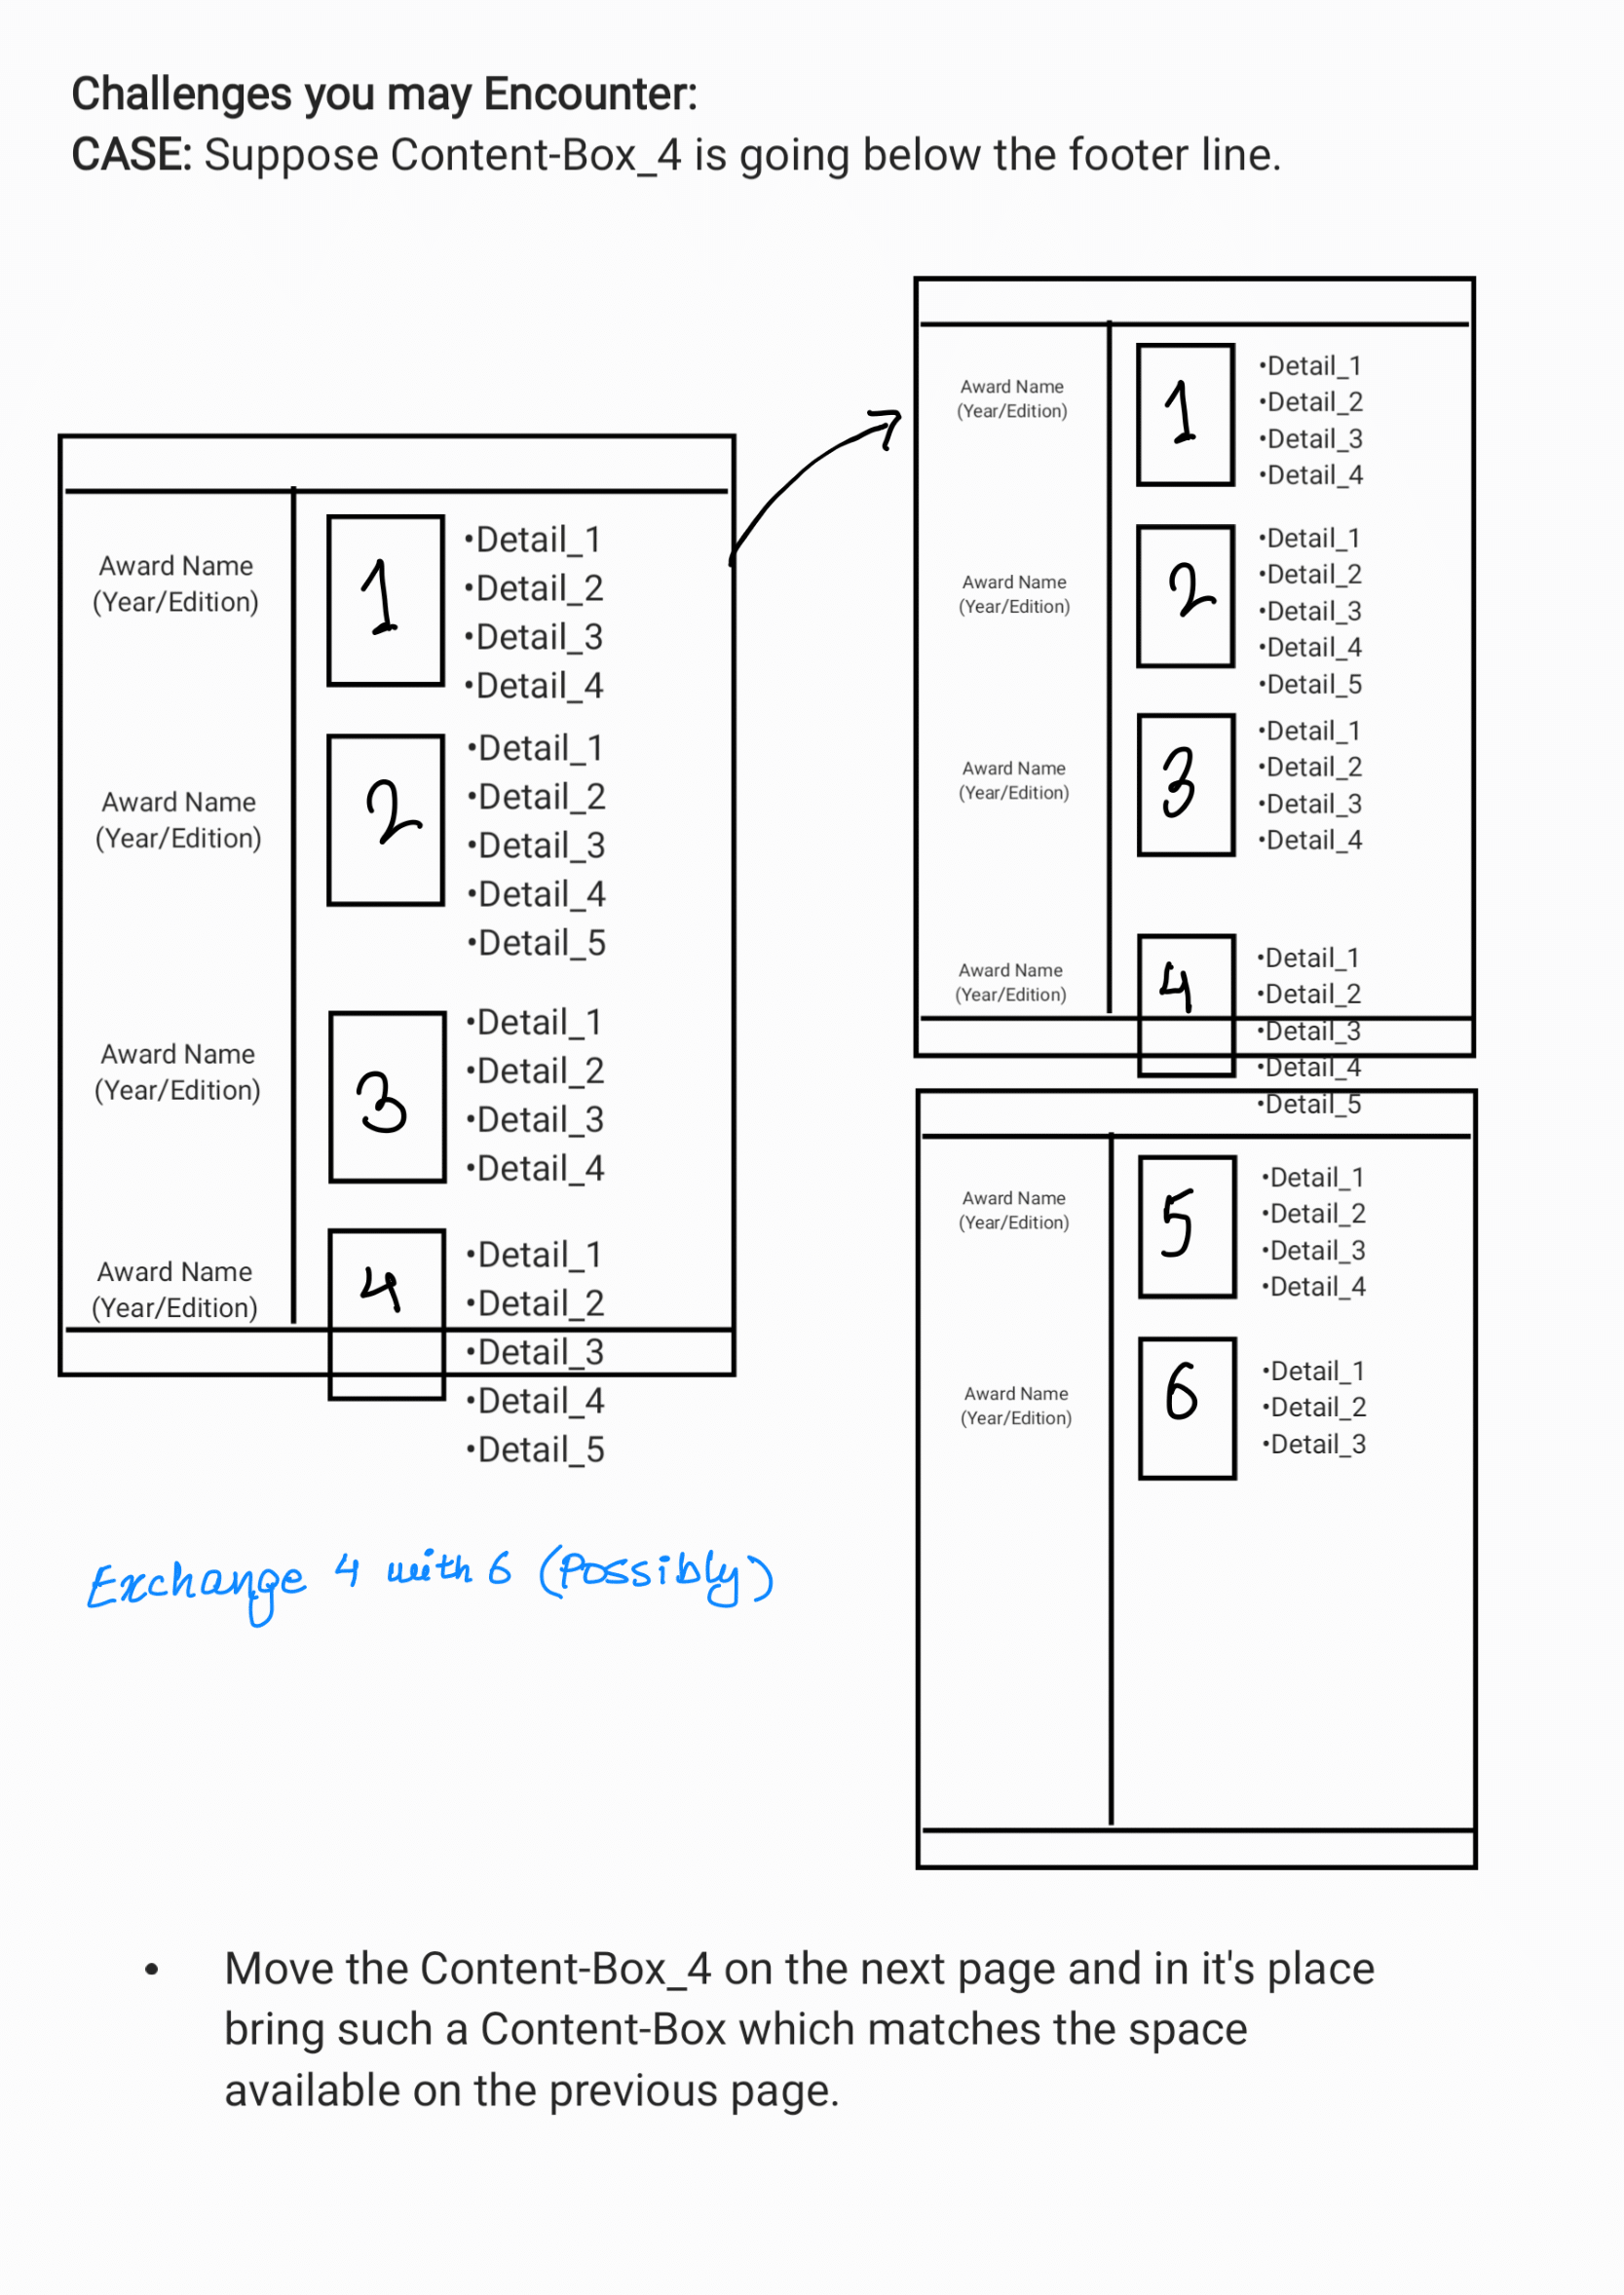 Challenges you may Encounter:
CASE: Suppose Content-Box_4 is going below the footer line.
Award Name
(Year/Edition)
1
•Detail_1
•Detail_2
•Detail_3
•Detail_4
Award Name
(Year/Edition)
2
•Detail_1
•Detail_2
•Detail_3
•Detail_4
•Detail_5
Award Name
(Year/Edition)
3
•Detail_1
•Detail_2
•Detail_3
•Detail_4
Award Name
(Year/Edition)
4
•Detail_1
•Detail_2
•Detail_3
•Detail_4
•Detail_5
Exchange 4 with 6 (Possibly)
Award Name
(Year/Edition)
1
•Detail_1
•Detail_2
•Detail_3
•Detail_4
Award Name
(Year/Edition)
2
•Detail_1
•Detail_2
•Detail_3
•Detail_4
•Detail_5
Award Name
(Year/Edition)
3
•Detail_1
•Detail_2
•Detail_3
•Detail_4
Award Name
(Year/Edition)
4
•Detail_1
•Detail_2
•Detail_3
•Detail_4
•Detail_5
Award Name
(Year/Edition)
5
•Detail_1
•Detail_2
•Detail_3
•Detail_4
Award Name
(Year/Edition)
6
•Detail_1
•Detail_2
•Detail_3
• Move the Content-Box_4 on the next page and in it's place
bring such a Content-Box which matches the space
available on the previous page.